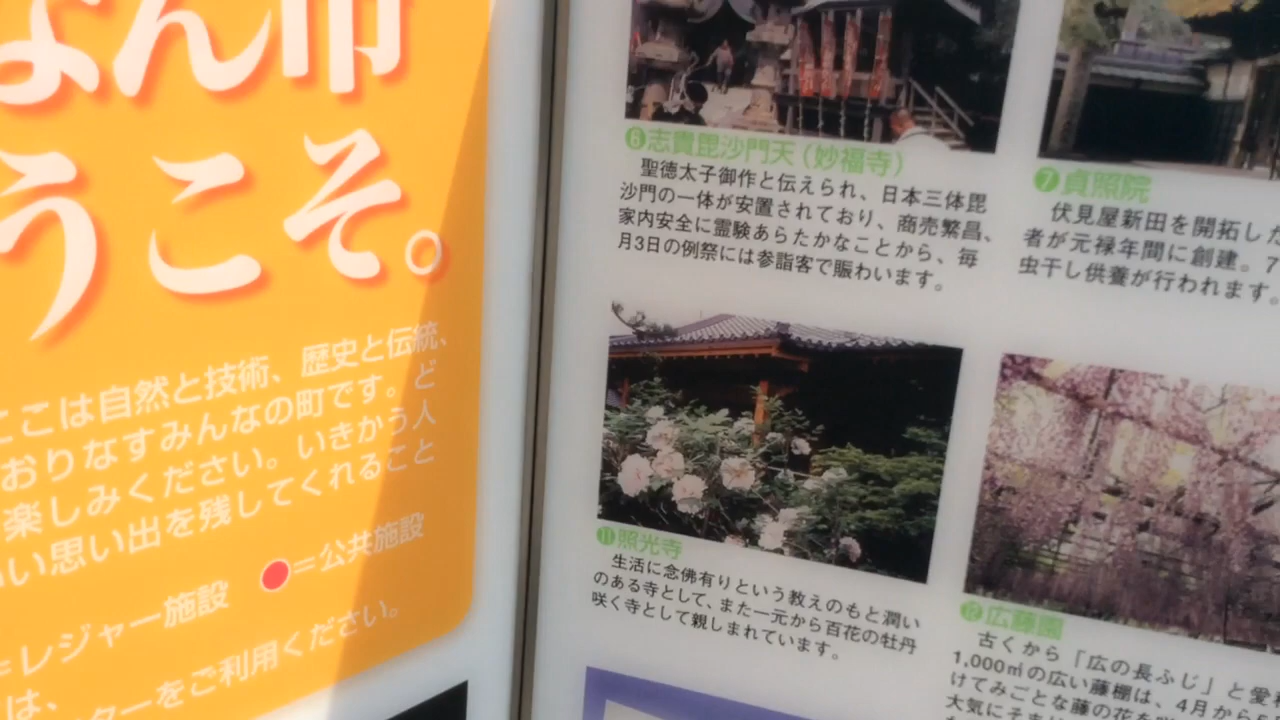 なん市
うこそ。
ここは自然と技術、歴史と伝統、
おりなすみんなの町です。ど
楽しみください。いきかう人
い思い出を残してくれること
=レジャー施設 ●=公共施設
は、
ターをご利用ください。
⑥志貴毘沙門天（妙福寺）
聖徳太子御作と伝えられ、日本三体毘
沙門の一体が安置されており、商売繁昌、
家内安全に霊験あらたかなことから、毎
月3日の例祭には参詣客で賑わいます。
⑦貞照院
伏見屋新田を開拓した
者が元禄年間に創建。7
虫干し供養が行われます。
⑪照光寺
生活に念佛有りという教えのもと潤い
のある寺として、また一元から百花の牡丹
咲く寺として親しまれています。
⑫広藤園
古くから「広の長ふじ」と愛
1,000㎡の広い藤棚は、4月から
けてみごとな藤の花を
大気にそま